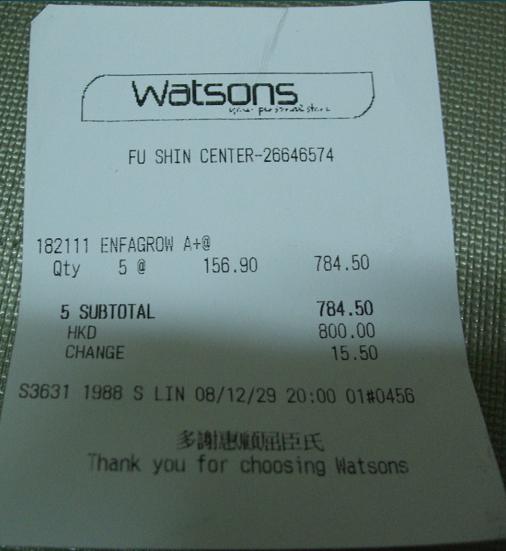 watsons
your personal store
FU SHIN CENTER-26646574
182111 ENFAGROW A+@
Qty 5 @ 156.90 784.50
5 SUBTOTAL 784.50
HKD 800.00
CHANGE 15.50
S3631 1988 S LIN 08/12/29 20:00 01#0456
多謝惠顧屈臣氏
Thank you for choosing Watsons